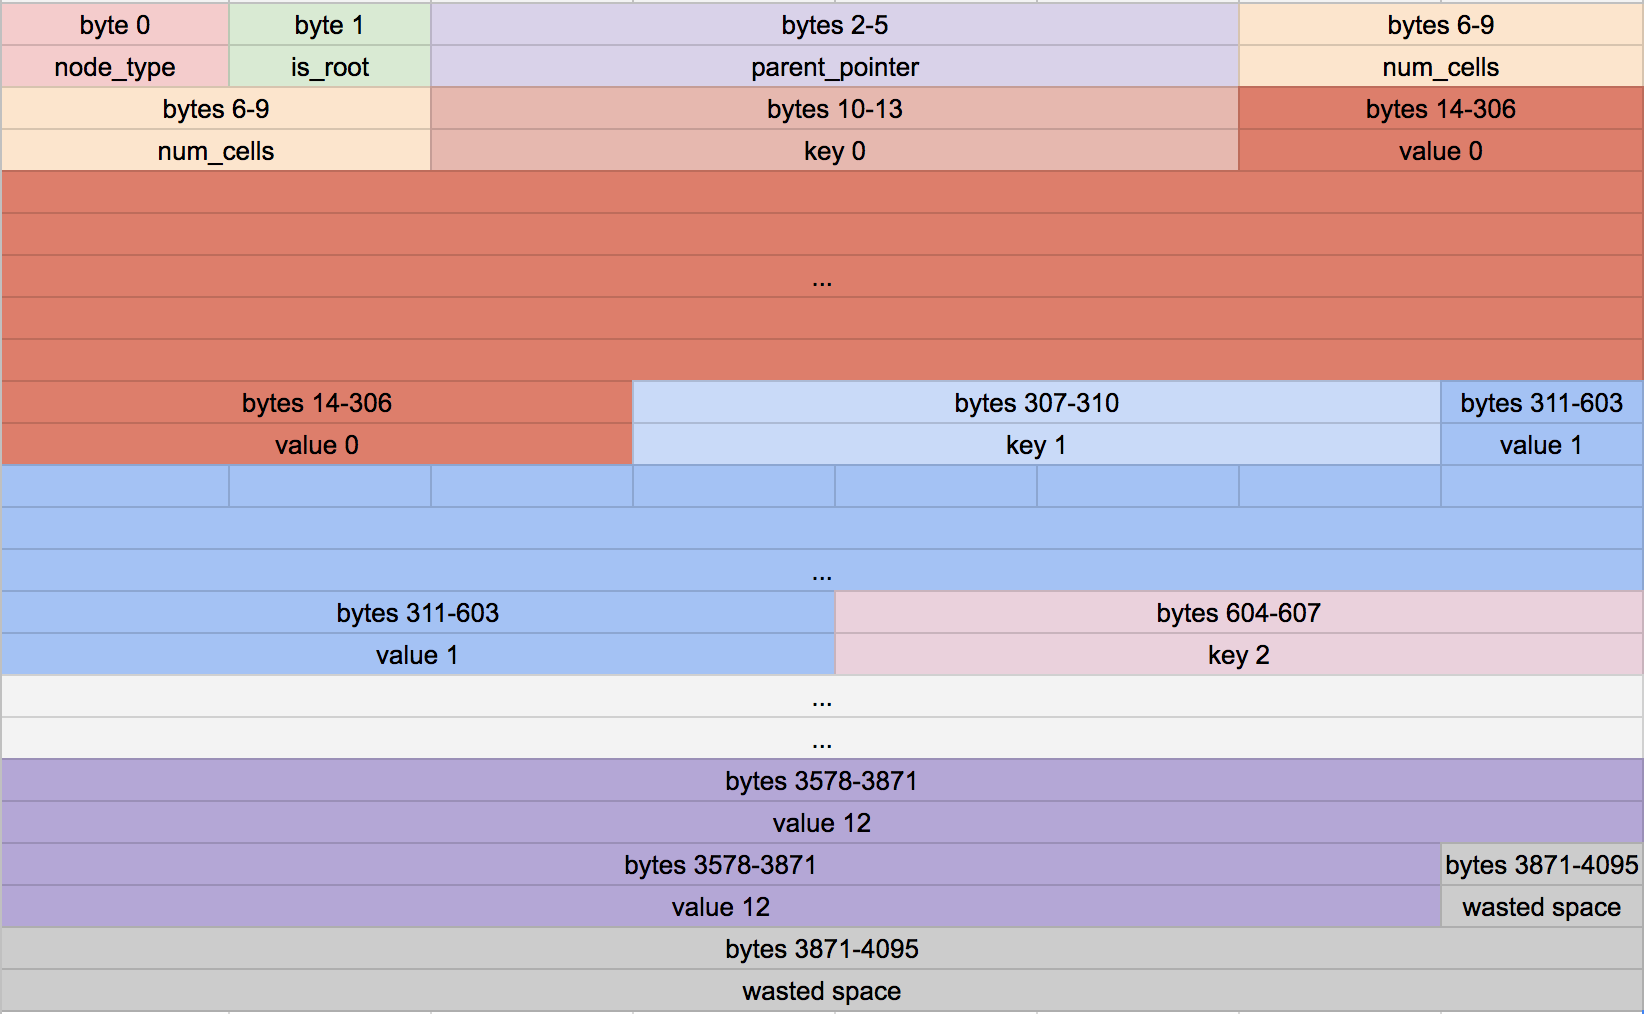 byte 0 byte 1 bytes 2-5 bytes 6-9
node_type is_root parent_pointer num_cells
bytes 6-9 bytes 10-13 bytes 14-306
num_cells key 0 value 0
...
bytes 14-306 bytes 307-310 bytes 311-603
value 0 key 1 value 1
...
bytes 311-603 bytes 604-607
value 1 key 2
...
...
bytes 3578-3871
value 12
bytes 3578-3871 bytes 3871-4095
value 12 wasted space
bytes 3871-4095
wasted space